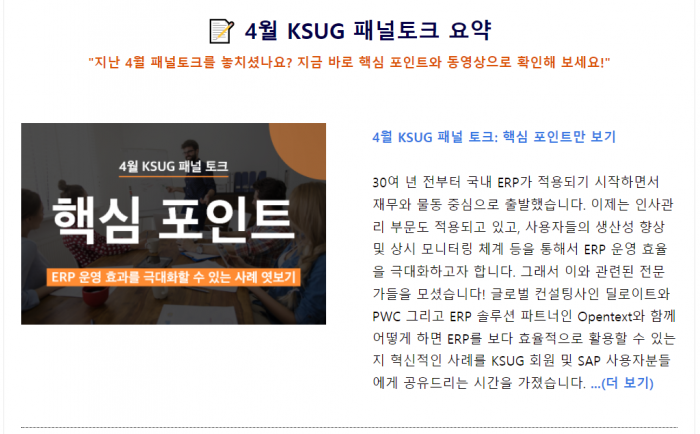 4월 KSUG 패널토크 요약
"지난 4월 패널토크를 놓치셨나요? 지금 바로 핵심 포인트와 동영상으로 확인해 보세요!"
4월 KSUG 패널 토크
핵심 포인트
ERP 운영 효과를 극대화할 수 있는 사례 엿보기
4월 KSUG 패널 토크: 핵심 포인트만 보기
30여 년 전부터 국내 ERP가 적용되기 시작하면서
재무와 물동 중심으로 출발했습니다. 이제는 인사관
리 부문도 적용되고 있고, 사용자들의 생산성 향상
및 상시 모니터링 체계 등을 통해서 ERP 운영 효율
을 극대화하고자 합니다. 그래서 이와 관련된 전문
가들을 모셨습니다! 글로벌 컨설팅사인 딜로이트와
PWC 그리고 ERP 솔루션 파트너인 Opentext와 함께
어떻게 하면 ERP를 보다 효율적으로 활용할 수 있는
지 혁신적인 사례를 KSUG 회원 및 SAP 사용자분들
에게 공유드리는 시간을 가졌습니다. ...(더 보기)